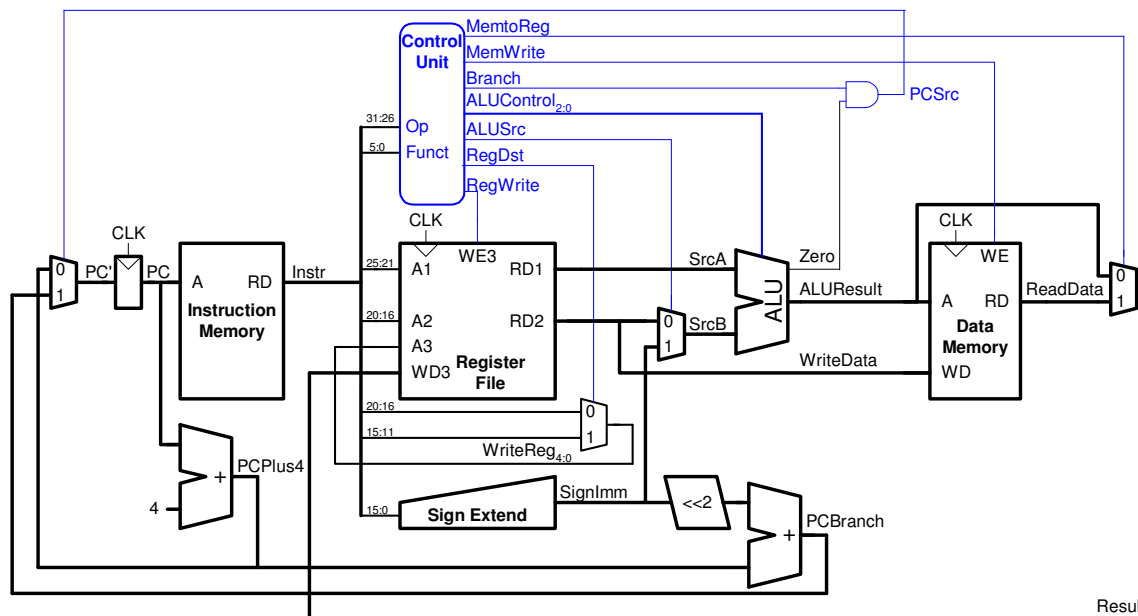 MemtoReg
Control
Unit
MemWrite
Branch
ALUControl2:0
PCSrc
ALUSrc
31:26
Op
5:0
Funct
RegDst
RegWrite
CLK
CLK
CLK
0
1
PC'
PC
A
RD
Instr
Instruction
Memory
25:21
A1
WE3
RD1
20:16
A2
RD2
A3
WD3
Register
File
SrcA
0
1
SrcB
ALU
Zero
ALUResult
WE
A
RD
Data
Memory
WD
WriteData
ReadData
0
1
20:16
0
15:11
1
WriteReg4:0
PCPlus4
+
4
SignImm
15:0
Sign Extend
<<2
+
PCBranch
Resul